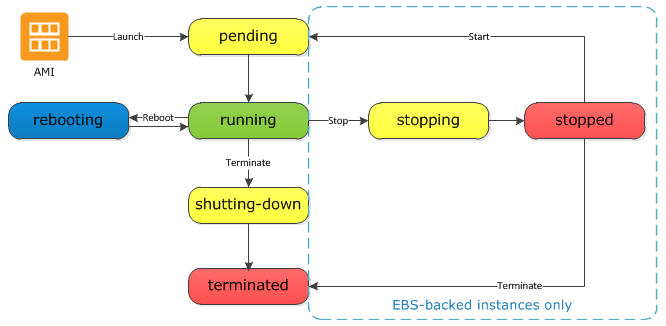 pending
Launch
Start
AMI
rebooting
Reboot
running
Stop
stopping
stopped
Terminate
shutting-down
terminated
Terminate
EBS-backed instances only